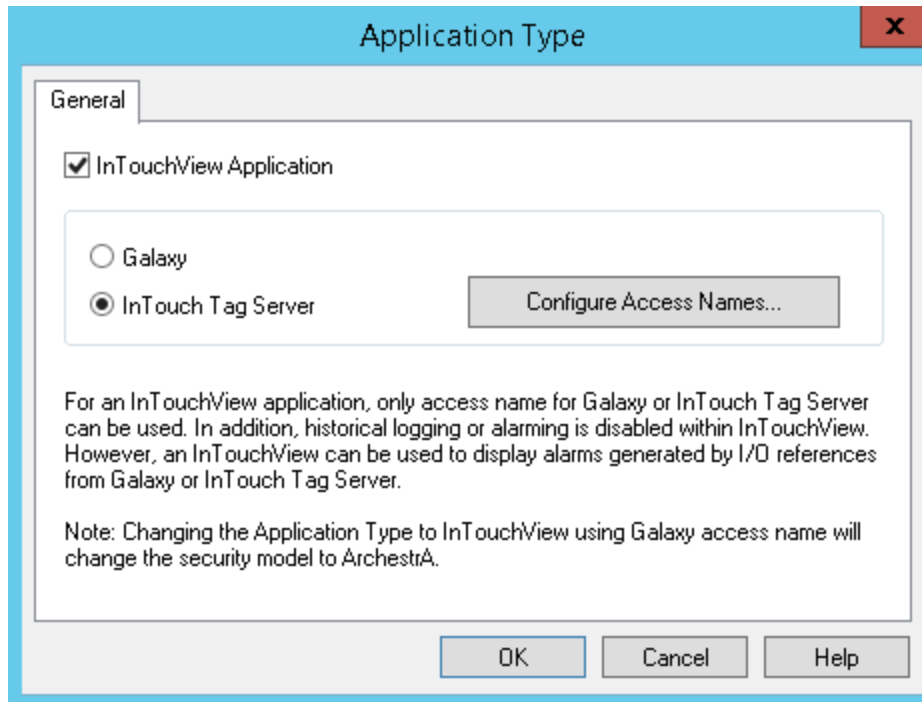 Application Type
x
General
InTouchView Application
Galaxy
InTouch Tag Server
Configure Access Names...
For an InTouchView application, only access name for Galaxy or InTouch Tag Server
can be used. In addition, historical logging or alarming is disabled within InTouchView.
However, an InTouchView can be used to display alarms generated by I/O references
from Galaxy or InTouch Tag Server.
Note: Changing the Application Type to InTouchView using Galaxy access name will
change the security model to ArchestrA.
OK
Cancel
Help